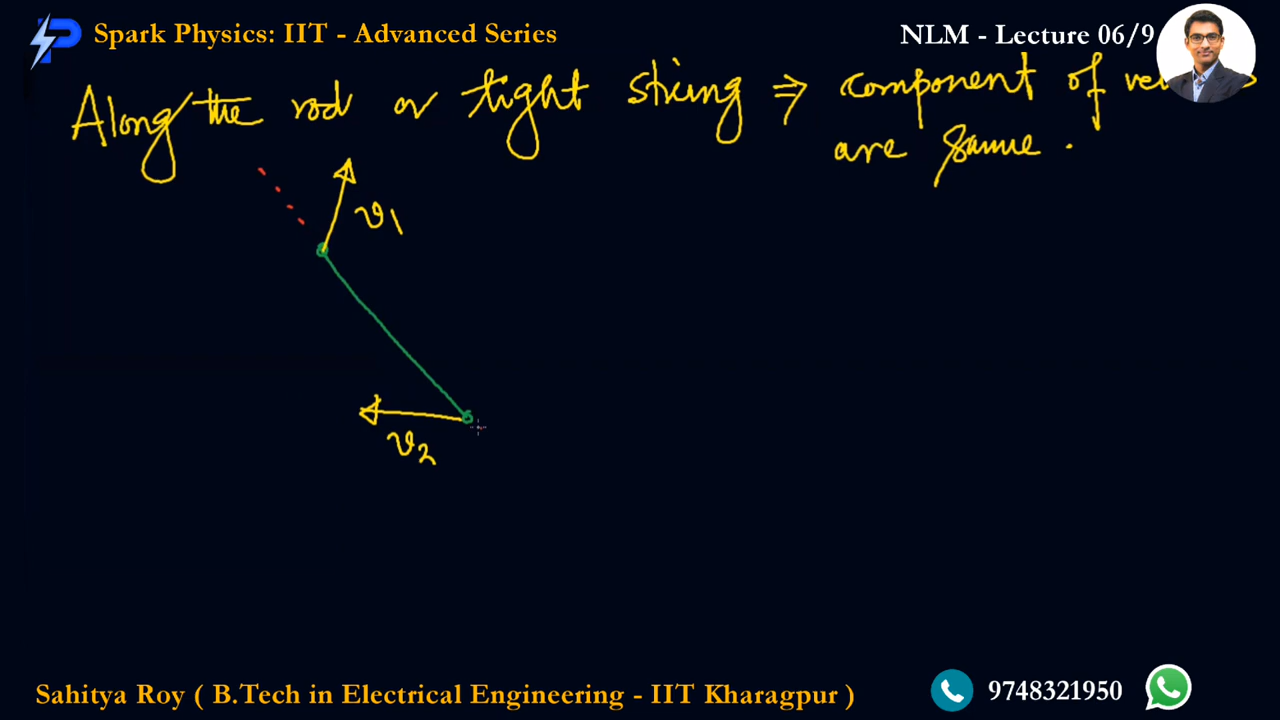 Spark Physics: IIT - Advanced Series
NLM - Lecture 06/9
Along the rod or tight string ⇒ component of
are same.
v1
v2
Sahitya Roy ( B.Tech in Electrical Engineering - IIT Kharagpur )
9748321950